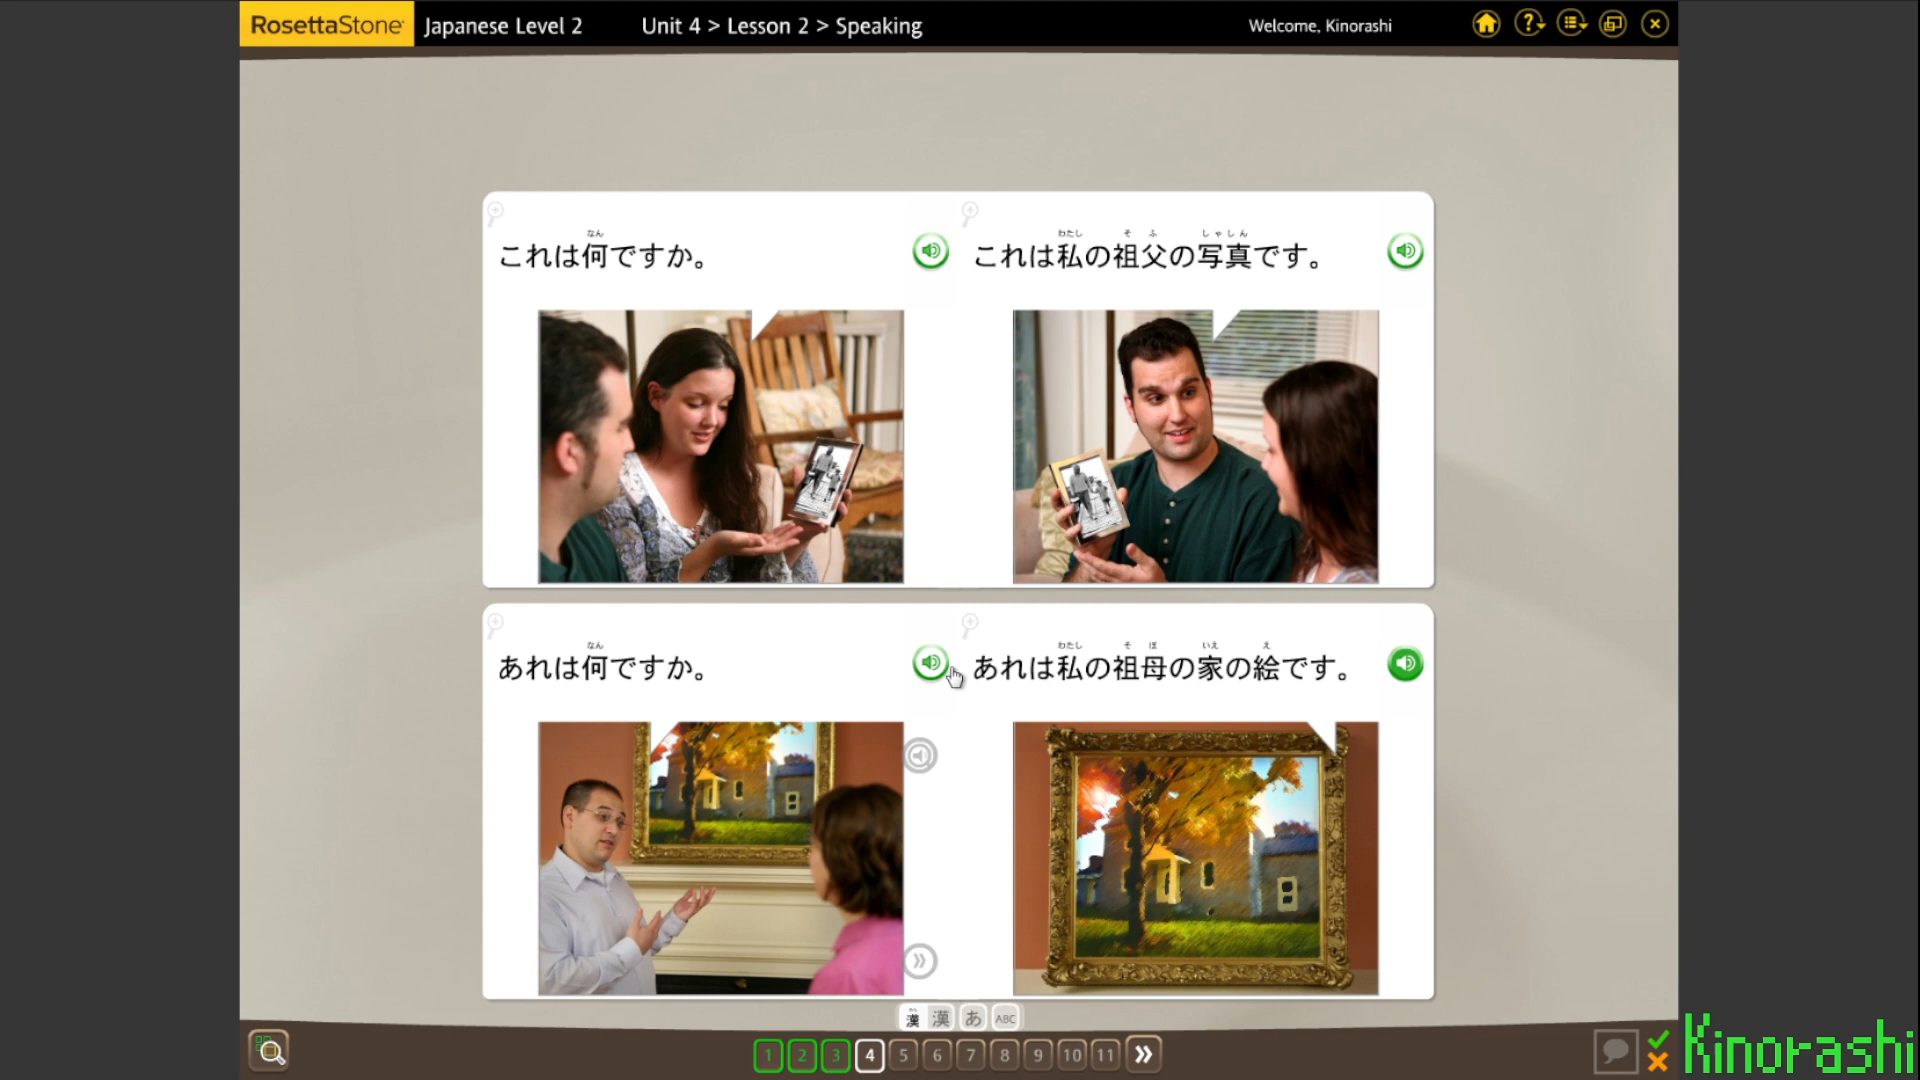 RosettaStone Japanese Level 2 Unit 4 > Lesson 2 > Speaking Welcome, Kinorashi
なん
これは何ですか。
わたし そふ しゃしん
これは私の祖父の写真です。
なん
あれは何ですか。
わたし そぼ いえ え
あれは私の祖母の家の絵です。
漢 漢 あ ABC
1 2 3 4 5 6 7 8 9 10 11
Kinorashi